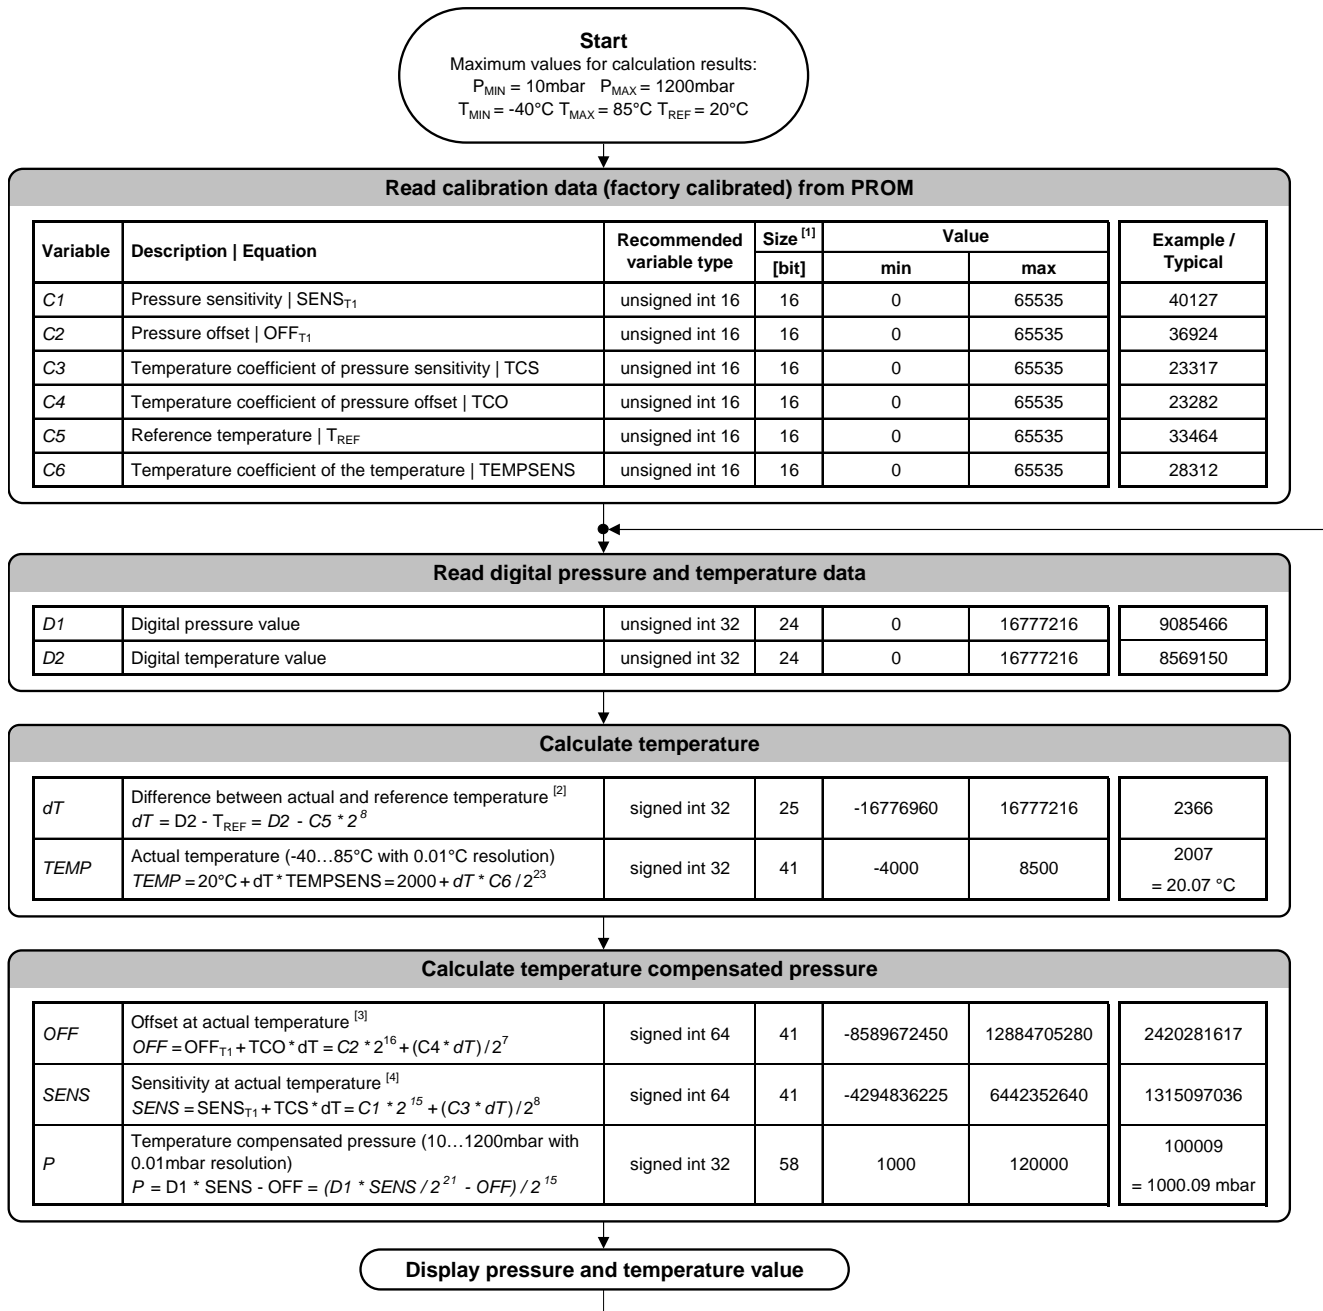 Start
Maximum values for calculation results:
P_MIN = 10mbar P_MAX = 1200mbar
T_MIN = -40°C T_MAX = 85°C T_REF = 20°C
Read calibration data (factory calibrated) from PROM
Variable | Description | Equation | Recommended variable type | Size [1] [bit] | Value min | max | Example / Typical
C1 Pressure sensitivity | SENS_T1 unsigned int 16 16 0 65535 40127
C2 Pressure offset | OFF_T1 unsigned int 16 16 0 65535 36924
C3 Temperature coefficient of pressure sensitivity | TCS unsigned int 16 16 0 65535 23317
C4 Temperature coefficient of pressure offset | TCO unsigned int 16 16 0 65535 23282
C5 Reference temperature | T_REF unsigned int 16 16 0 65535 33464
C6 Temperature coefficient of the temperature | TEMPSENS unsigned int 16 16 0 65535 28312
Read digital pressure and temperature data
D1 Digital pressure value unsigned int 32 24 0 16777216 9085466
D2 Digital temperature value unsigned int 32 24 0 16777216 8569150
Calculate temperature
dT Difference between actual and reference temperature [2]
dT = D2 - T_REF = D2 - C5 * 2^8 signed int 32 25 -16776960 16777216 2366
TEMP Actual temperature (-40…85°C with 0.01°C resolution)
TEMP = 20°C + dT * TEMPSENS = 2000 + dT * C6 / 2^23 signed int 32 41 -4000 8500 2007
= 20.07 °C
Calculate temperature compensated pressure
OFF Offset at actual temperature [3]
OFF = OFF_T1 + TCO * dT = C2 * 2^16 + (C4 * dT) / 2^7 signed int 64 41 -8589672450 12884705280 2420281617
SENS Sensitivity at actual temperature [4]
SENS = SENS_T1 + TCS * dT = C1 * 2^15 + (C3 * dT) / 2^8 signed int 64 41 -4294836225 6442352640 1315097036
P Temperature compensated pressure (10…1200mbar with
0.01mbar resolution)
P = D1 * SENS - OFF = (D1 * SENS / 2^21 - OFF) / 2^15 signed int 32 58 1000 120000 100009
= 1000.09 mbar
Display pressure and temperature value